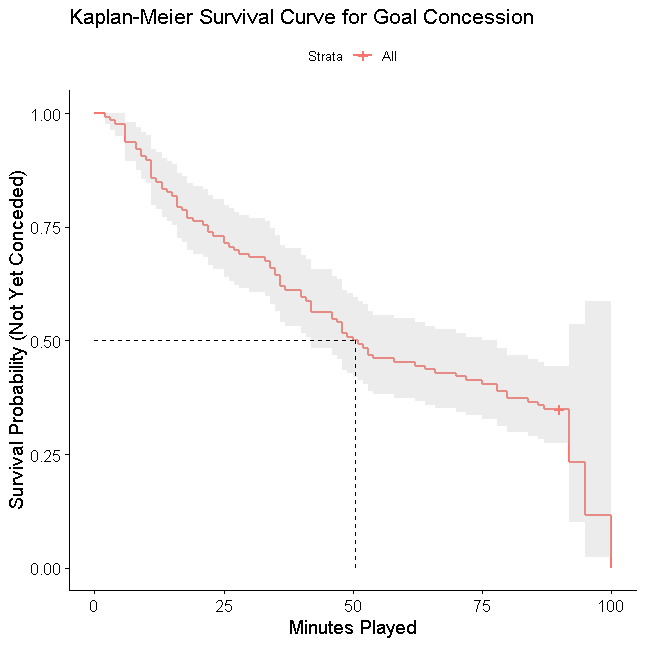 Kaplan-Meier Survival Curve for Goal Concession
Strata All
Survival Probability (Not Yet Conceded)
1.00
0.75
0.50
0.25
0.00
0 25 50 75 100
Minutes Played